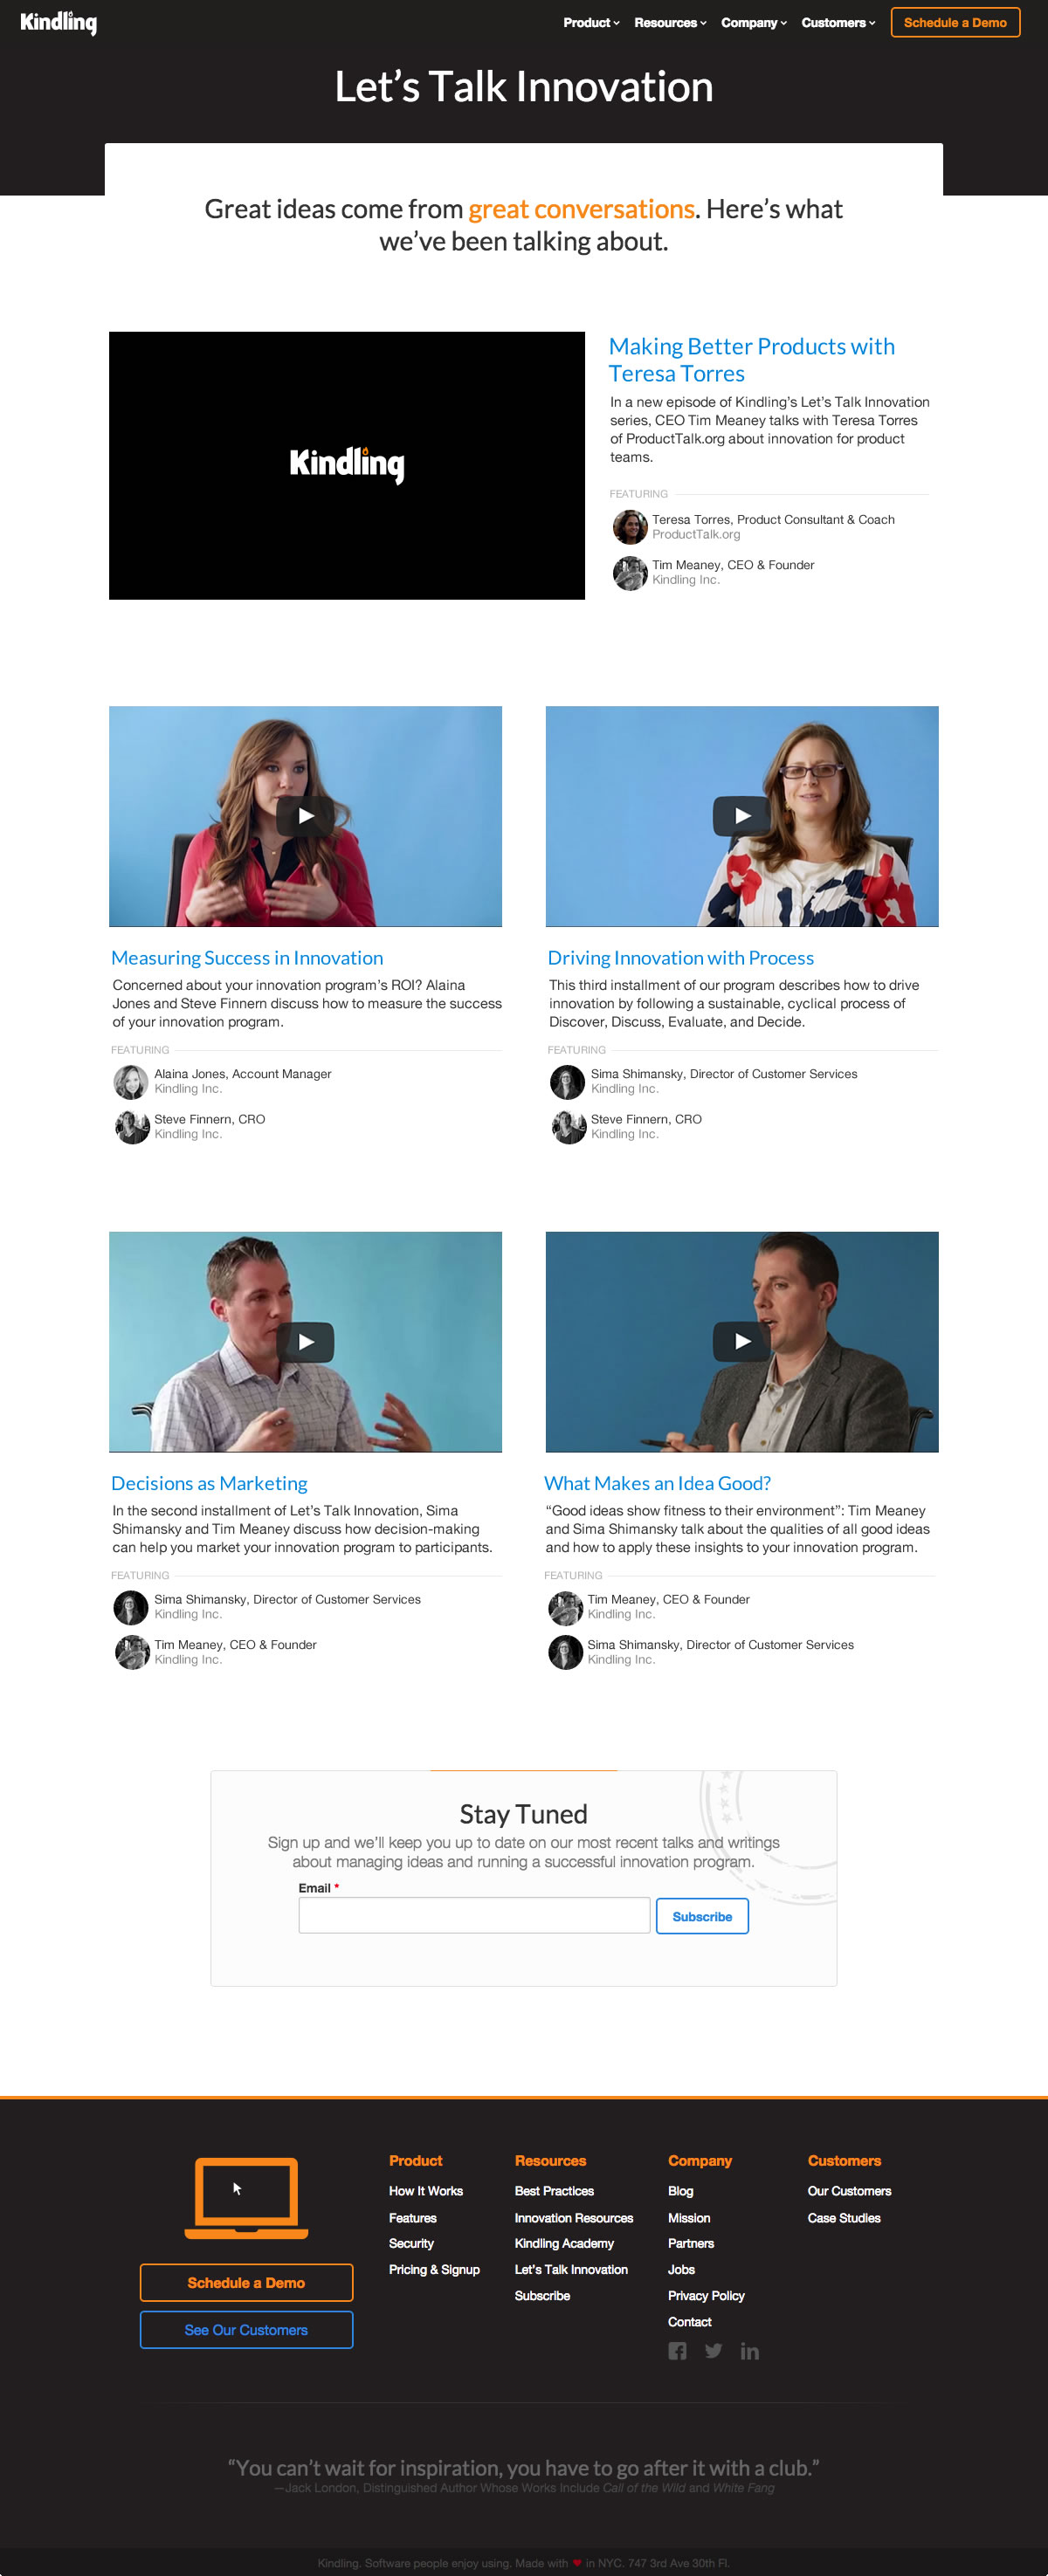 Kindling
Product
Resources
Company
Customers
Schedule a Demo
Let’s Talk Innovation
Great ideas come from great conversations. Here’s what
we’ve been talking about.
Kindling
Making Better Products with
Teresa Torres
In a new episode of Kindling’s Let’s Talk Innovation
series, CEO Tim Meaney talks with Teresa Torres
of ProductTalk.org about innovation for product
teams.
FEATURING
Teresa Torres, Product Consultant & Coach
ProductTalk.org
Tim Meaney, CEO & Founder
Kindling Inc.
Measuring Success in Innovation
Concerned about your innovation program’s ROI? Alaina
Jones and Steve Finnern discuss how to measure the success
of your innovation program.
FEATURING
Alaina Jones, Account Manager
Kindling Inc.
Steve Finnern, CRO
Kindling Inc.
Driving Innovation with Process
This third installment of our program describes how to drive
innovation by following a sustainable, cyclical process of
Discover, Discuss, Evaluate, and Decide.
FEATURING
Sima Shimansky, Director of Customer Services
Kindling Inc.
Steve Finnern, CRO
Kindling Inc.
Decisions as Marketing
In the second installment of Let’s Talk Innovation, Sima
Shimansky and Tim Meaney discuss how decision-making
can help you market your innovation program to participants.
FEATURING
Sima Shimansky, Director of Customer Services
Kindling Inc.
Tim Meaney, CEO & Founder
Kindling Inc.
What Makes an Idea Good?
“Good ideas show fitness to their environment”: Tim Meaney
and Sima Shimansky talk about the qualities of all good ideas
and how to apply these insights to your innovation program.
FEATURING
Tim Meaney, CEO & Founder
Kindling Inc.
Sima Shimansky, Director of Customer Services
Kindling Inc.
Stay Tuned
Sign up and we’ll keep you up to date on our most recent talks and writings
about managing ideas and running a successful innovation program.
Email *
Subscribe
Schedule a Demo
See Our Customers
Product
How It Works
Features
Security
Pricing & Signup
Resources
Best Practices
Innovation Resources
Kindling Academy
Let’s Talk Innovation
Subscribe
Company
Blog
Mission
Partners
Jobs
Privacy Policy
Contact
Customers
Our Customers
Case Studies
“You can’t wait for inspiration, you have to go after it with a club.”
—Jack London, Distinguished Author Whose Works Include Call of the Wild and White Fang
Kindling. Software people enjoy using. Made with ♥ in NYC. 747 3rd Ave 30th Fl.